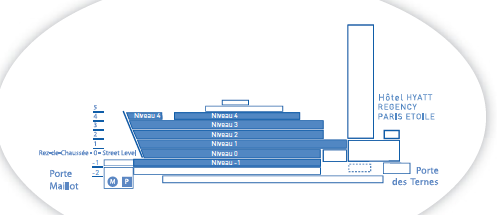 Hôtel HYATT
REGENCY
PARIS ETOILE
5
4
3
2
1
Rez-de-Chaussée • 0 • Street Level
-1
-2
Niveau 4
Niveau 4
Niveau 3
Niveau 2
Niveau 1
Niveau 0
Niveau -1
Porte
Maillot
M P
Porte
des Ternes